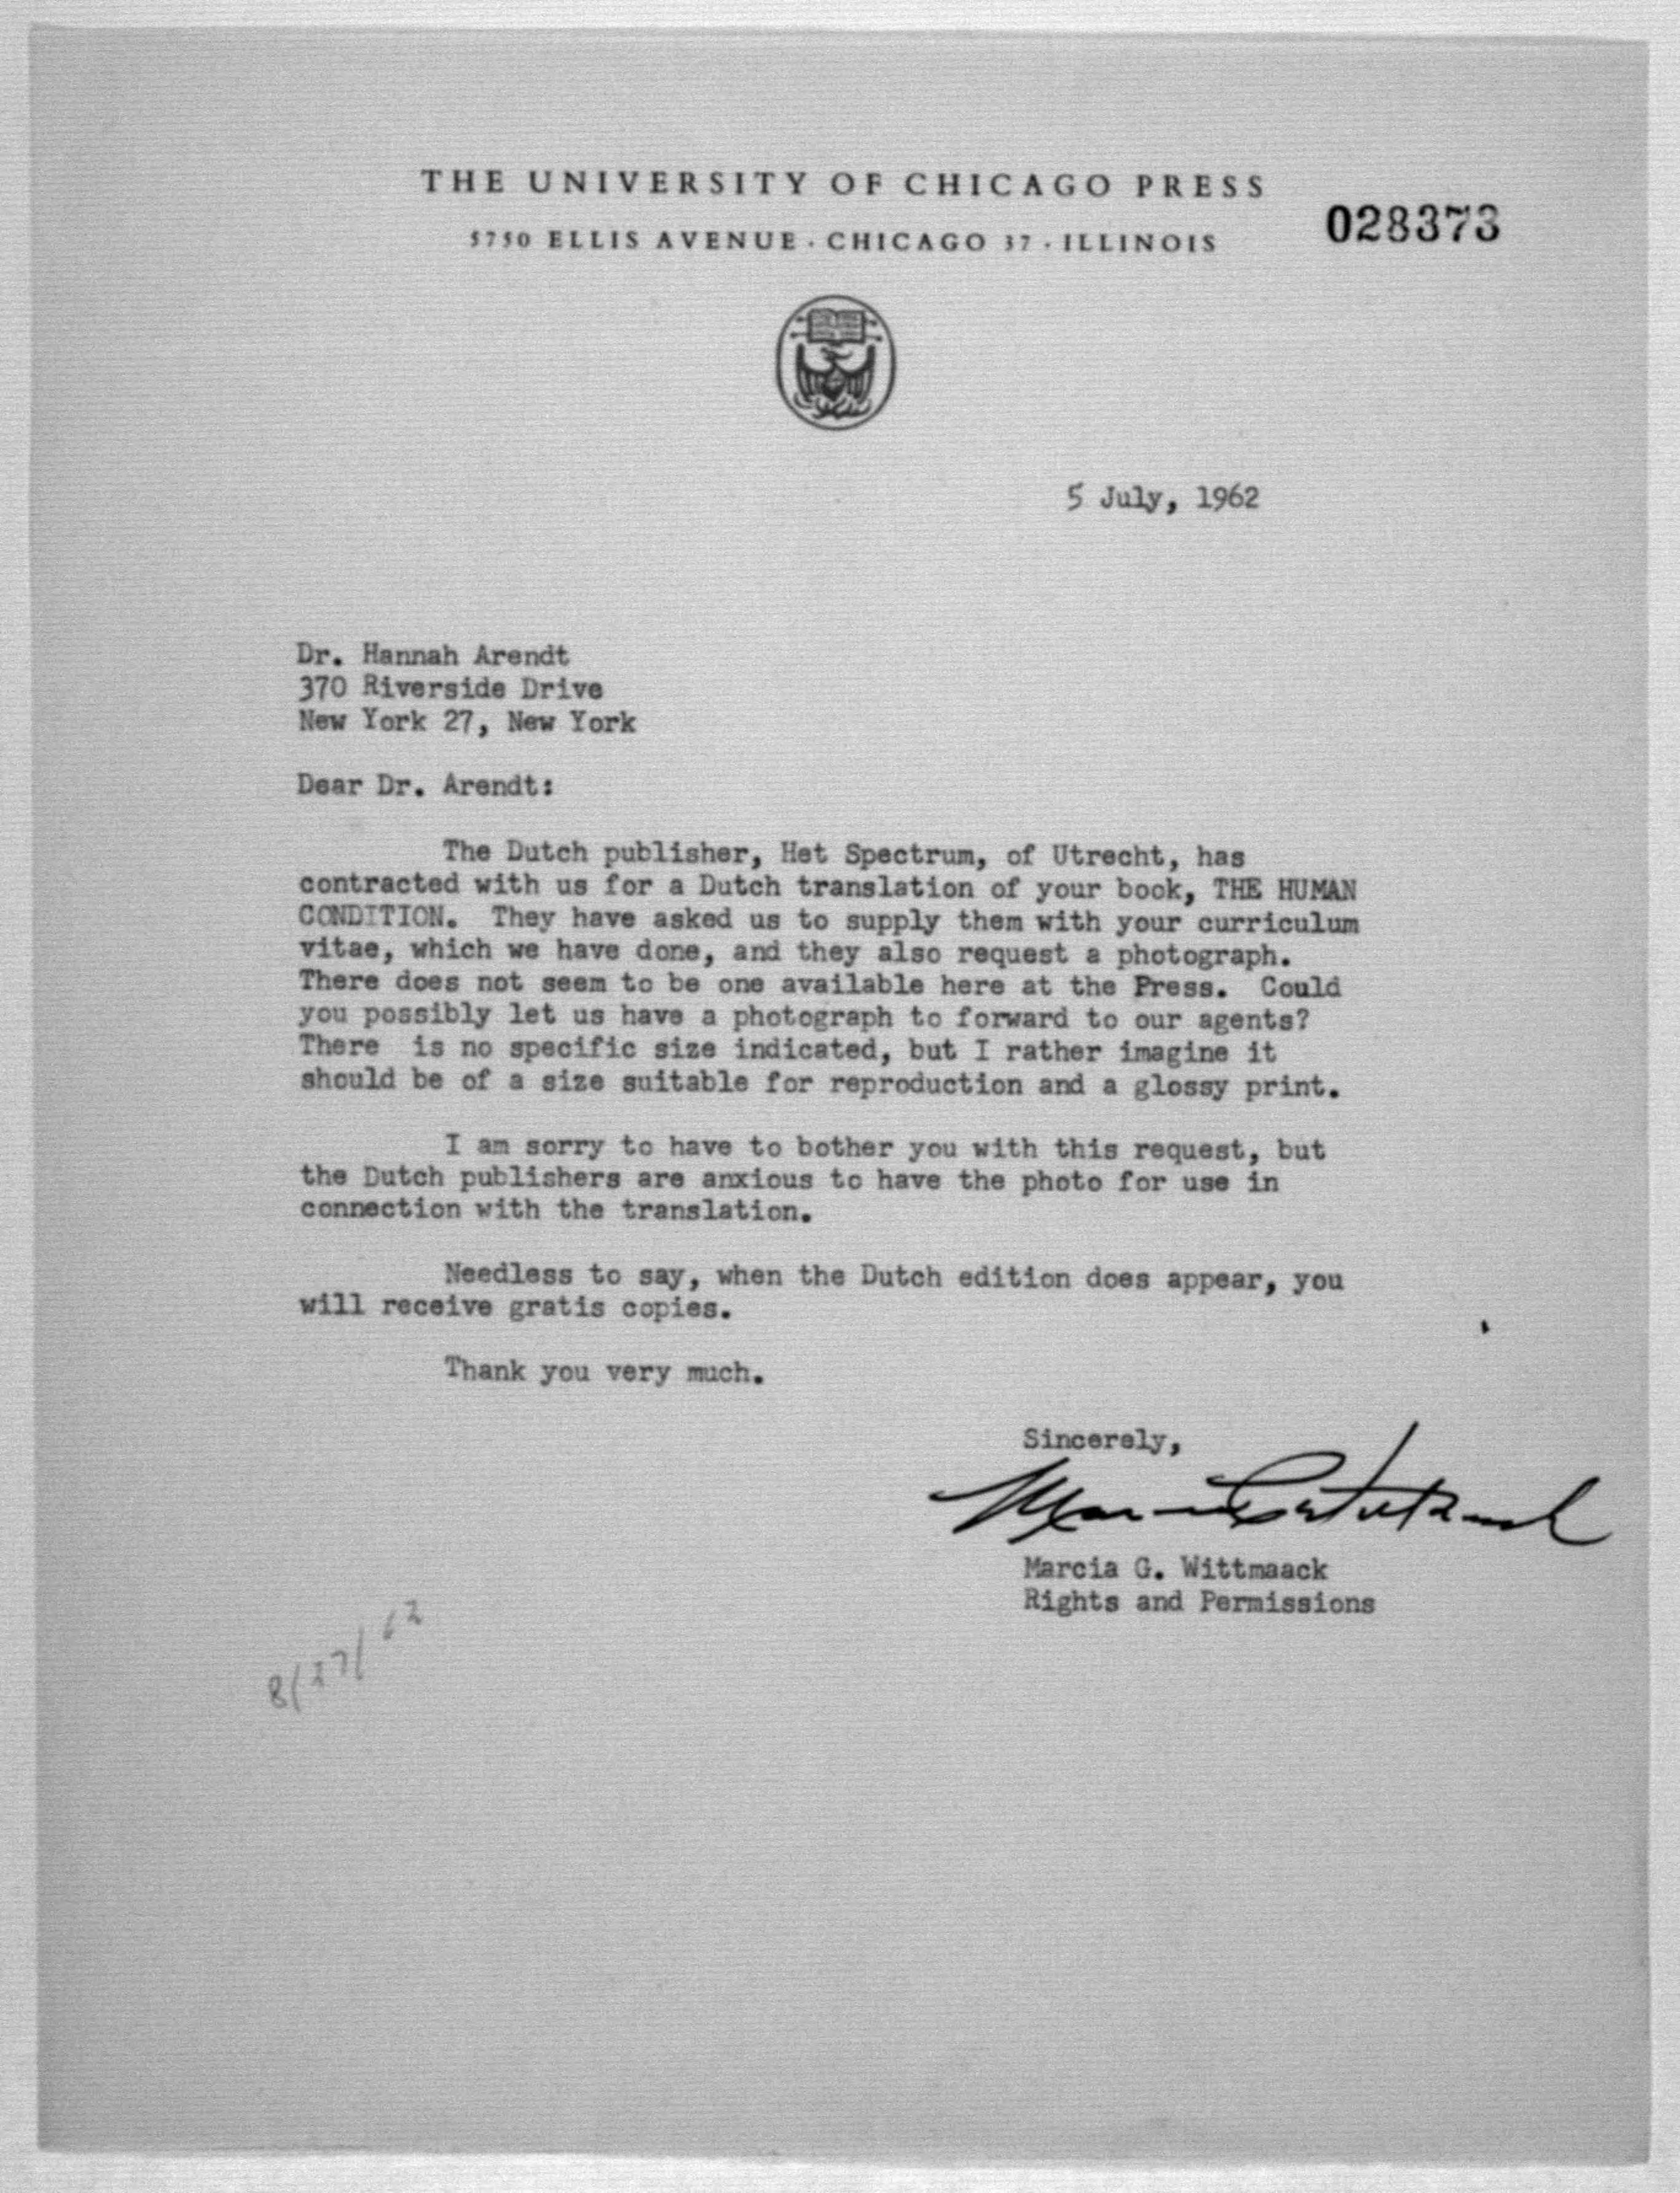 THE UNIVERSITY OF CHICAGO PRESS
5750 ELLIS AVENUE · CHICAGO 37 · ILLINOIS
028373
5 July, 1962
Dr. Hannah Arendt
370 Riverside Drive
New York 27, New York
Dear Dr. Arendt:
The Dutch publisher, Het Spectrum, of Utrecht, has
contracted with us for a Dutch translation of your book, THE HUMAN
CONDITION. They have asked us to supply them with your curriculum
vitae, which we have done, and they also request a photograph.
There does not seem to be one available here at the Press. Could
you possibly let us have a photograph to forward to our agents?
There is no specific size indicated, but I rather imagine it
should be of a size suitable for reproduction and a glossy print.
I am sorry to have to bother you with this request, but
the Dutch publishers are anxious to have the photo for use in
connection with the translation.
Needless to say, when the Dutch edition does appear, you
will receive gratis copies.
Thank you very much.
Sincerely,
Marcia G. Wittmaack
Rights and Permissions